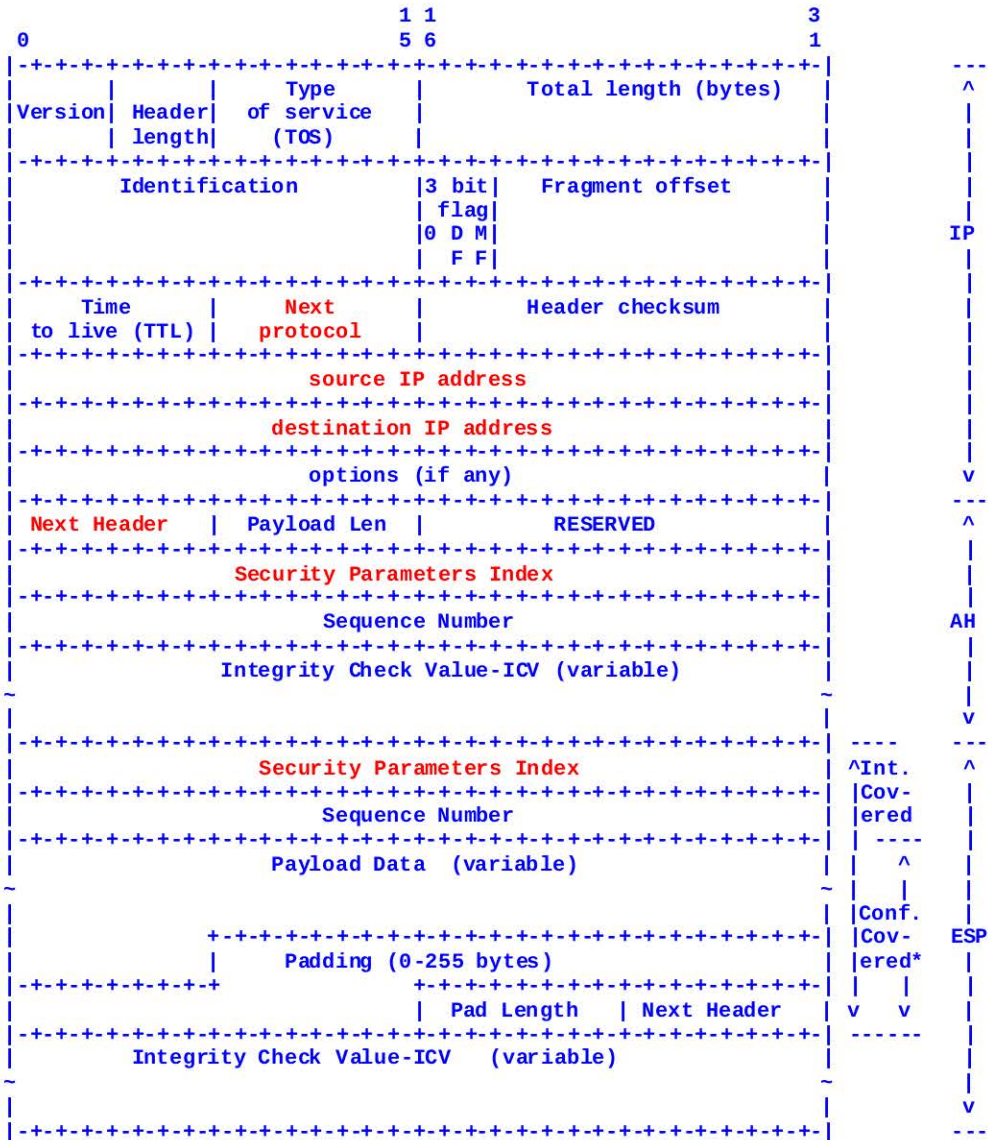 1 1 3
0 5 6 1
|-+-+-+-+-+-+-+-+-+-+-+-+-+-+-+-+-+-+-+-+-+-+-+-+-+-+-+-+-+-+-+-| ---
| | | Type | Total length (bytes) | ^
|Version| Header| of service | | |
| | length| (TOS) | | |
|-+-+-+-+-+-+-+-+-+-+-+-+-+-+-+-+-+-+-+-+-+-+-+-+-+-+-+-+-+-+-+-| |
| Identification |3 bit| Fragment offset | |
| | flag| | |
| |0 D M| | IP
| | F F| | |
|-+-+-+-+-+-+-+-+-+-+-+-+-+-+-+-+-+-+-+-+-+-+-+-+-+-+-+-+-+-+-+-| |
| Time | Next | Header checksum | |
| to live (TTL) | protocol | | |
|-+-+-+-+-+-+-+-+-+-+-+-+-+-+-+-+-+-+-+-+-+-+-+-+-+-+-+-+-+-+-+-| |
| source IP address | |
|-+-+-+-+-+-+-+-+-+-+-+-+-+-+-+-+-+-+-+-+-+-+-+-+-+-+-+-+-+-+-+-| |
| destination IP address | |
|-+-+-+-+-+-+-+-+-+-+-+-+-+-+-+-+-+-+-+-+-+-+-+-+-+-+-+-+-+-+-+-| |
| options (if any) | v
|-+-+-+-+-+-+-+-+-+-+-+-+-+-+-+-+-+-+-+-+-+-+-+-+-+-+-+-+-+-+-+-| ---
| Next Header | Payload Len | RESERVED | ^
|-+-+-+-+-+-+-+-+-+-+-+-+-+-+-+-+-+-+-+-+-+-+-+-+-+-+-+-+-+-+-+-| |
| Security Parameters Index | |
|-+-+-+-+-+-+-+-+-+-+-+-+-+-+-+-+-+-+-+-+-+-+-+-+-+-+-+-+-+-+-+-| |
| Sequence Number | AH
|-+-+-+-+-+-+-+-+-+-+-+-+-+-+-+-+-+-+-+-+-+-+-+-+-+-+-+-+-+-+-+-| |
| Integrity Check Value-ICV (variable) | |
~ ~ |
| | v
|-+-+-+-+-+-+-+-+-+-+-+-+-+-+-+-+-+-+-+-+-+-+-+-+-+-+-+-+-+-+-+-| ---- ---
| Security Parameters Index | ^Int. ^
|-+-+-+-+-+-+-+-+-+-+-+-+-+-+-+-+-+-+-+-+-+-+-+-+-+-+-+-+-+-+-+-| |Cov- |
| Sequence Number | |ered |
|-+-+-+-+-+-+-+-+-+-+-+-+-+-+-+-+-+-+-+-+-+-+-+-+-+-+-+-+-+-+-+-| | ---- |
| Payload Data (variable) | | ^ |
~ ~ | | |
| | |Conf. |
| +-+-+-+-+-+-+-+-+-+-+-+-+-+-+-+-+-+-+-+-+-+-+-+-| |Cov- ESP
| | Padding (0-255 bytes) | |ered* |
|-+-+-+-+-+-+-+-+ +-+-+-+-+-+-+-+-+-+-+-+-+-+-+-+-| | | |
| | Pad Length | Next Header | v v |
|-+-+-+-+-+-+-+-+-+-+-+-+-+-+-+-+-+-+-+-+-+-+-+-+-+-+-+-+-+-+-+-| ------ |
| Integrity Check Value-ICV (variable) | |
~ ~ |
| | v
|-+-+-+-+-+-+-+-+-+-+-+-+-+-+-+-+-+-+-+-+-+-+-+-+-+-+-+-+-+-+-+-| ---